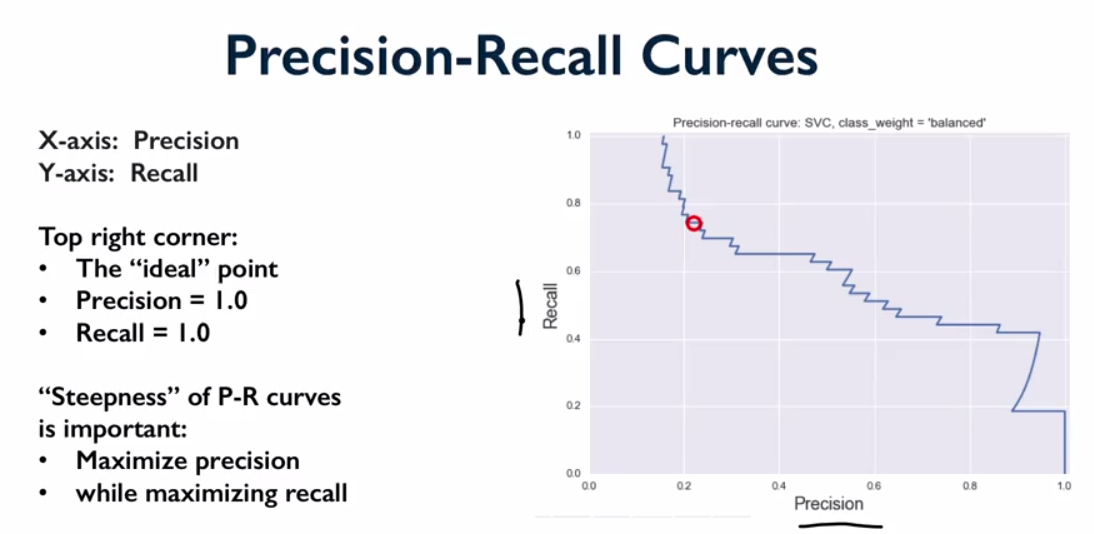 Precision-Recall Curves
X-axis: Precision
Y-axis: Recall
Top right corner:
• The “ideal” point
• Precision = 1.0
• Recall = 1.0
“Steepness” of P-R curves
is important:
• Maximize precision
• while maximizing recall
Precision-recall curve: SVC, class_weight = 'balanced'
1.0
0.8
0.6
0.4
0.2
0.0
Recall
0.0 0.2 0.4 0.6 0.8 1.0
Precision